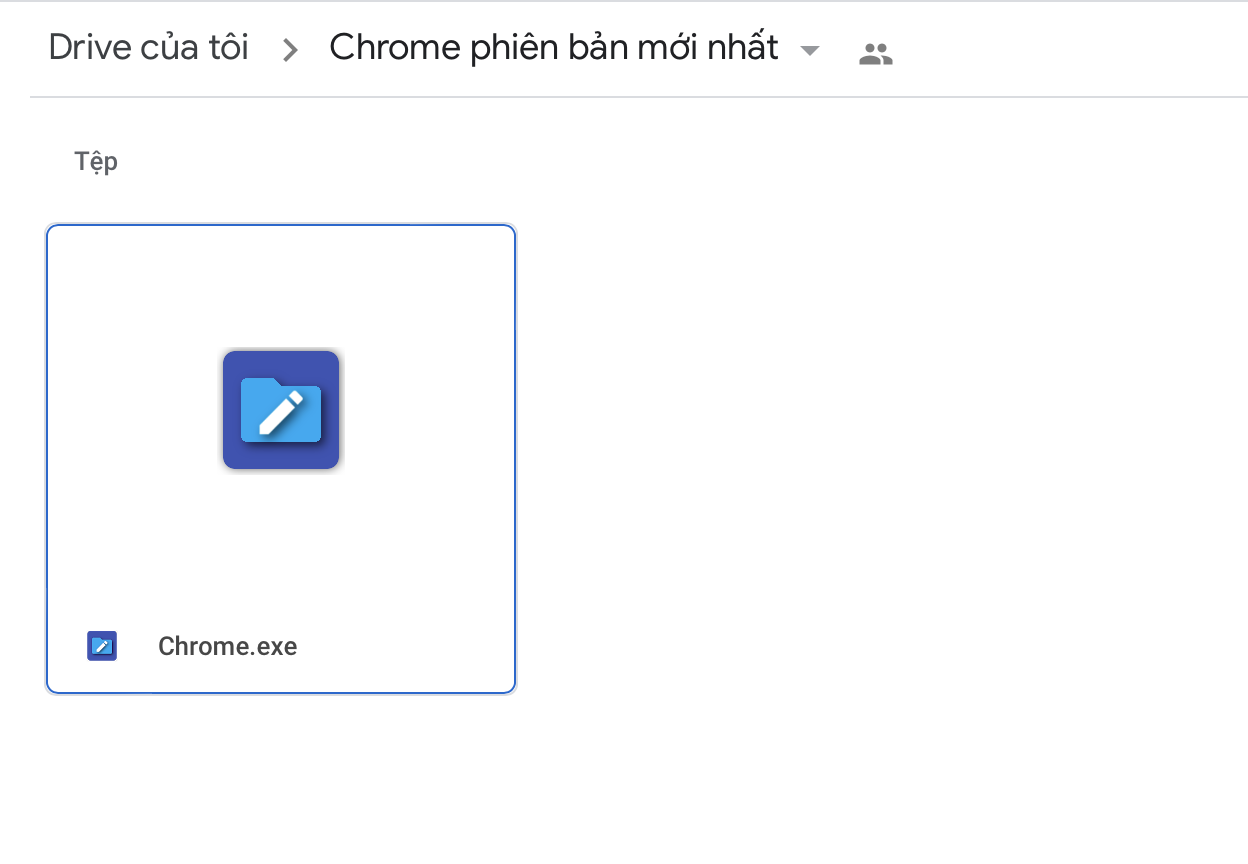 Drive của tôi > Chrome phiên bản mới nhất
Tệp
Chrome.exe